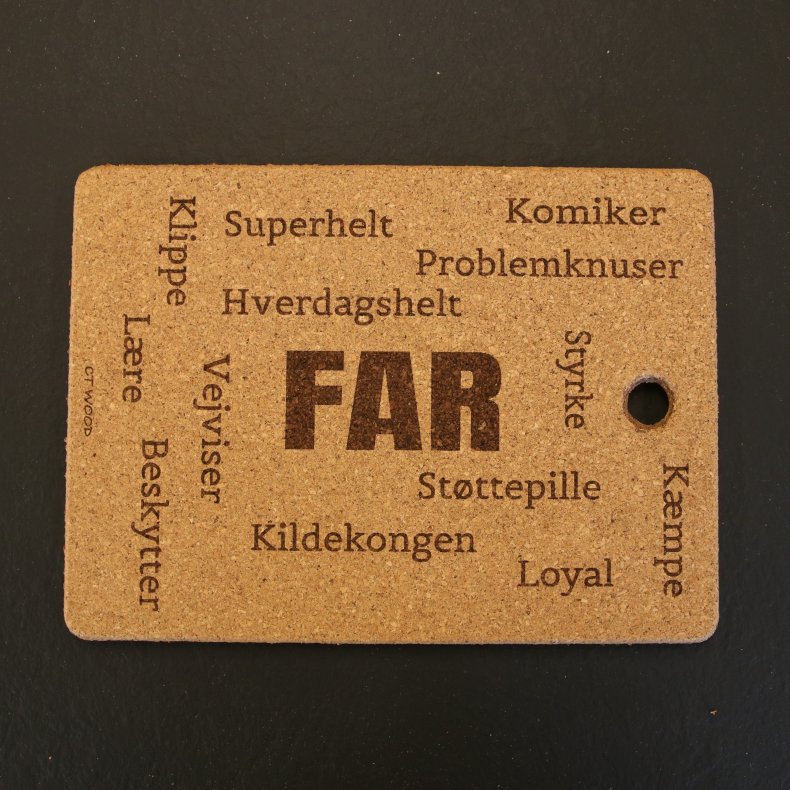 Klippe
Superhelt
Komiker
Problemknuser
Hverdagshelt
Lære
Vejviser
FAR
Styrke
CT WOOD
Beskytter
Støttepille
Kæmpe
Kildekongen
Loyal